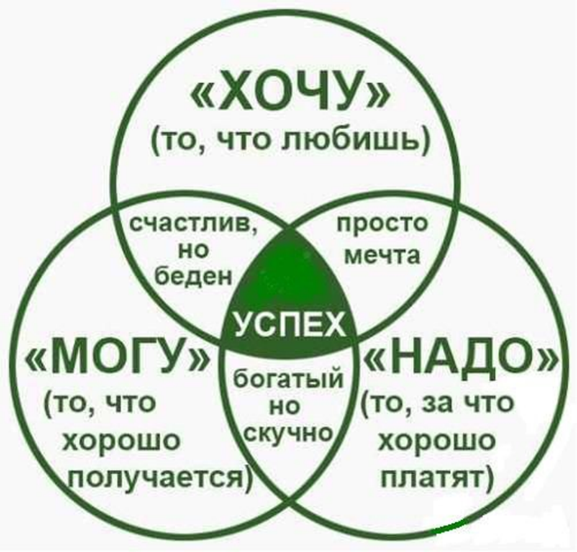 «ХОЧУ»
(то, что любишь)
счастлив,
но
беден
просто
мечта
УСПЕХ
«МОГУ»
(то, что
хорошо
получается)
богатый
но
скучно
«НАДО»
(то, за что
хорошо
платят)